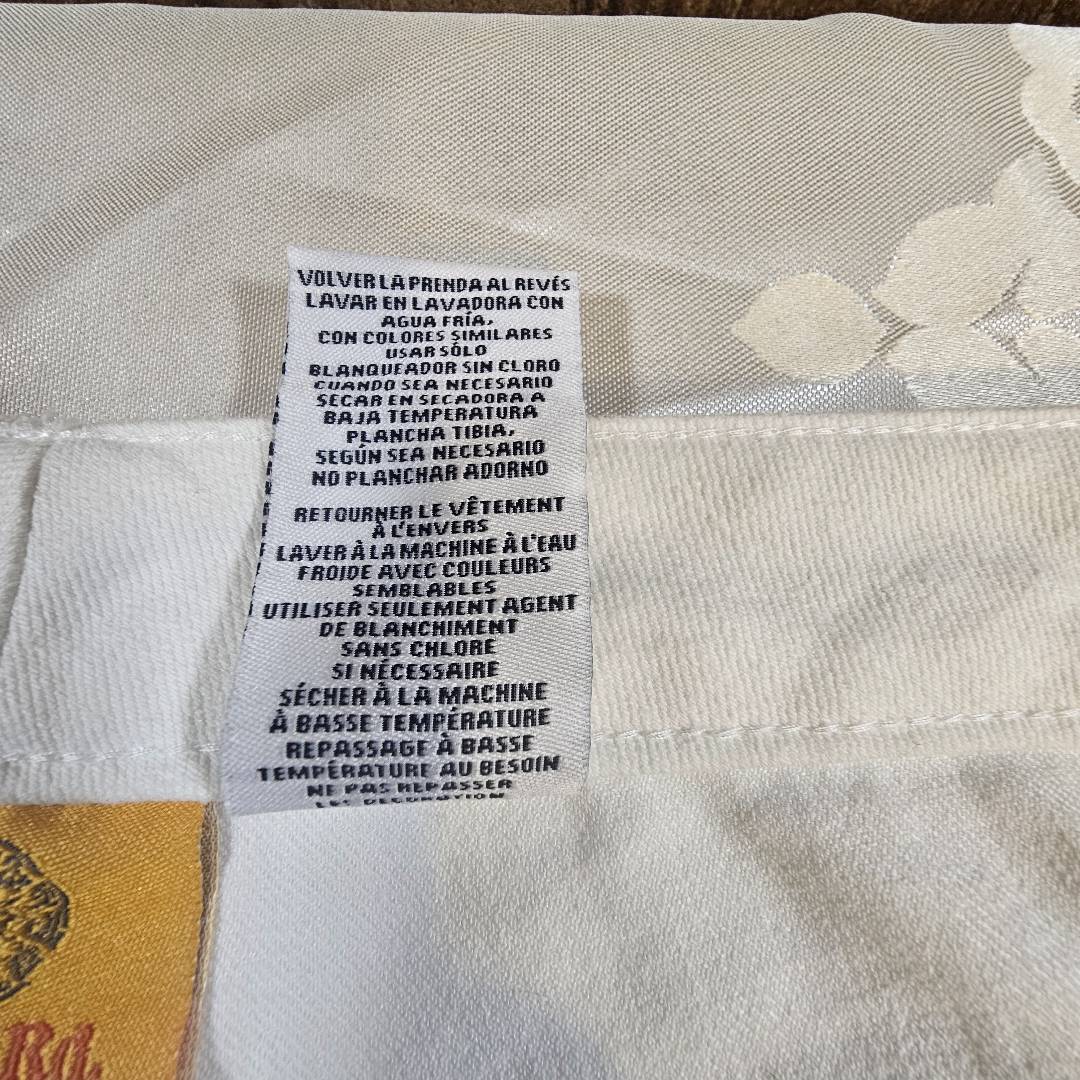 VOLVER LA PRENDA AL REVÉS
LAVAR EN LAVADORA CON
AGUA FRÍA,
CON COLORES SIMILARES
USAR SÓLO
BLANQUEADOR SIN CLORO
CUANDO SEA NECESARIO
SECAR EN SECADORA A
BAJA TEMPERATURA
PLANCHA TIBIA,
SEGÚN SEA NECESARIO
NO PLANCHAR ADORNO
RETOURNER LE VÊTEMENT
À L'ENVERS
LAVER À LA MACHINE À L'EAU
FROIDE AVEC COULEURS
SEMBLABLES
UTILISER SEULEMENT AGENT
DE BLANCHIMENT
SANS CHLORE
SI NÉCESSAIRE
SÉCHER À LA MACHINE
À BASSE TEMPÉRATURE
REPASSAGE À BASSE
TEMPÉRATURE AU BESOIN
NE PAS REPASSER
Rd.